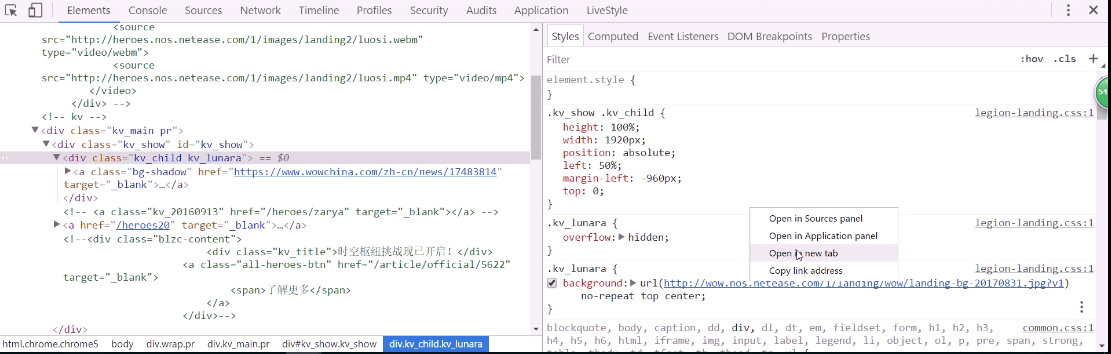 Elements Console Sources Network Timeline Profiles Security Audits Application LiveStyle
<source
src="http://heroes.nos.netease.com/1/images/landing2/luosi.webm"
type="video/webm">
<source
src="http://heroes.nos.netease.com/1/images/landing2/luosi.mp4" type="video/mp4">
</video>
</div> -->
<!-- kv -->
<div class="kv_main pr">
<div class="kv_show" id="kv_show">
<div class="kv_child kv_lunara"> == $0
<a class="bg-shadow" href="https://www.wowchina.com/zh-cn/news/17483814"
target="_blank">…</a>
</div>
<!-- <a class="kv_20160913" href="/heroes/zarya" target="_blank"></a> -->
<a href="/heroes20" target="_blank">…</a>
<!--<div class="blzc-content">
<div class="kv_title">时空枢纽挑战现已开启!</div>
<a class="all-heroes-btn" href="/article/official/5622"
target="_blank">
<span>了解更多</span>
</a>
</div>-->
</div>
html.chrome.chrome5 body div.wrap.pr div.kv_main.pr div#kv_show.kv_show div.kv_child.kv_lunara
Styles Computed Event Listeners DOM Breakpoints Properties
Filter :hov .cls +
element.style {
}
.kv_show .kv_child { legion-landing.css:1
height: 100%;
width: 1920px;
position: absolute;
left: 50%;
margin-left: -960px;
top: 0;
}
.kv_lunara { legion-landing.css:1
overflow: hidden;
}
.kv_lunara { legion-landing.css:1
background: url(http://wow.nos.netease.com/1/landing/wow/landing-bg-20170831.jpg?v1)
no-repeat top center;
}
blockquote, body, caption, dd, div, dl, dt, em, fieldset, form, h1, h2, h3, common.css:1
h4, h5, h6, html, iframe, img, input, label, legend, li, object, ol, p, pre, span, strong,
Open in Sources panel
Open in Application panel
Open in new tab
Copy link address
54